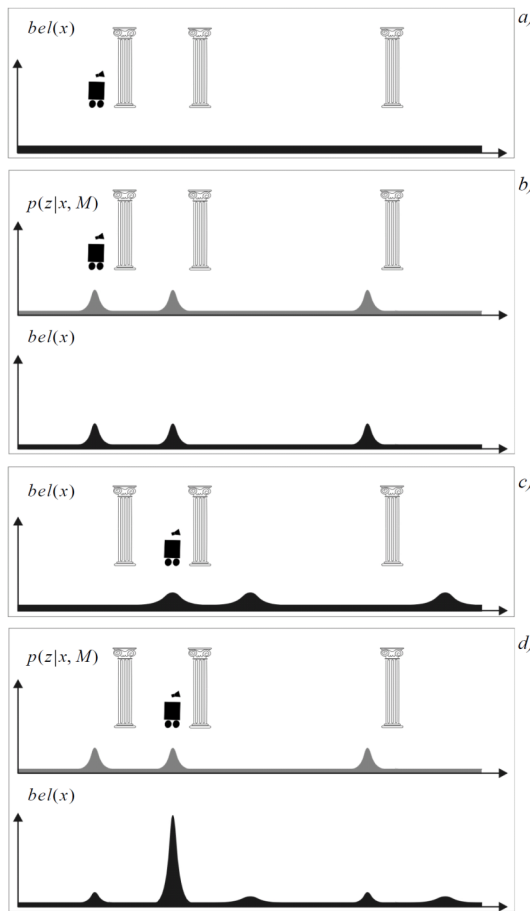 bel(x)
a)
b)
p(z|x, M)
bel(x)
bel(x)
c)
d)
p(z|x, M)
bel(x)